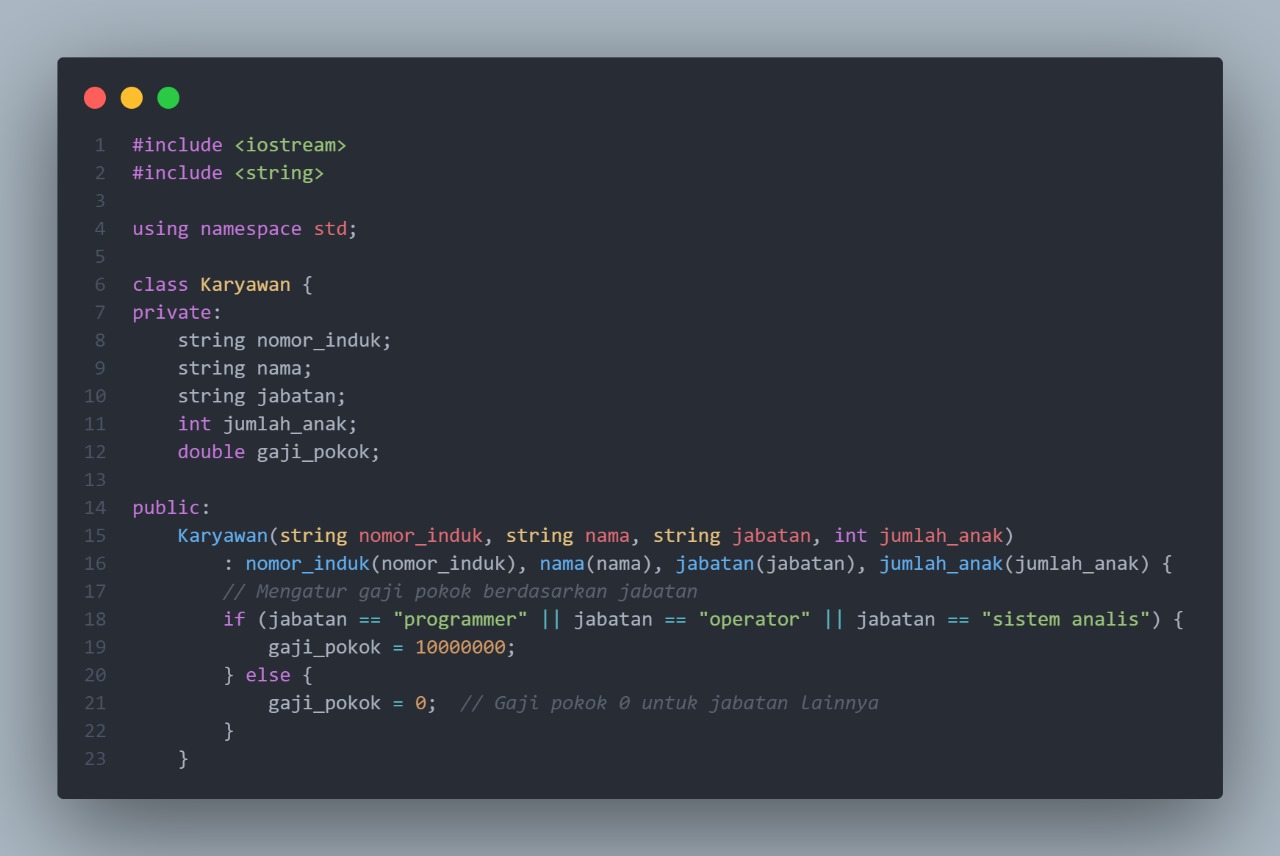 1 #include <iostream>
2 #include <string>
3
4 using namespace std;
5
6 class Karyawan {
7 private:
8     string nomor_induk;
9     string nama;
10     string jabatan;
11     int jumlah_anak;
12     double gaji_pokok;
13
14 public:
15     Karyawan(string nomor_induk, string nama, string jabatan, int jumlah_anak)
16         : nomor_induk(nomor_induk), nama(nama), jabatan(jabatan), jumlah_anak(jumlah_anak) {
17         // Mengatur gaji pokok berdasarkan jabatan
18         if (jabatan == "programmer" || jabatan == "operator" || jabatan == "sistem analis") {
19             gaji_pokok = 10000000;
20         } else {
21             gaji_pokok = 0;  // Gaji pokok 0 untuk jabatan lainnya
22         }
23     }